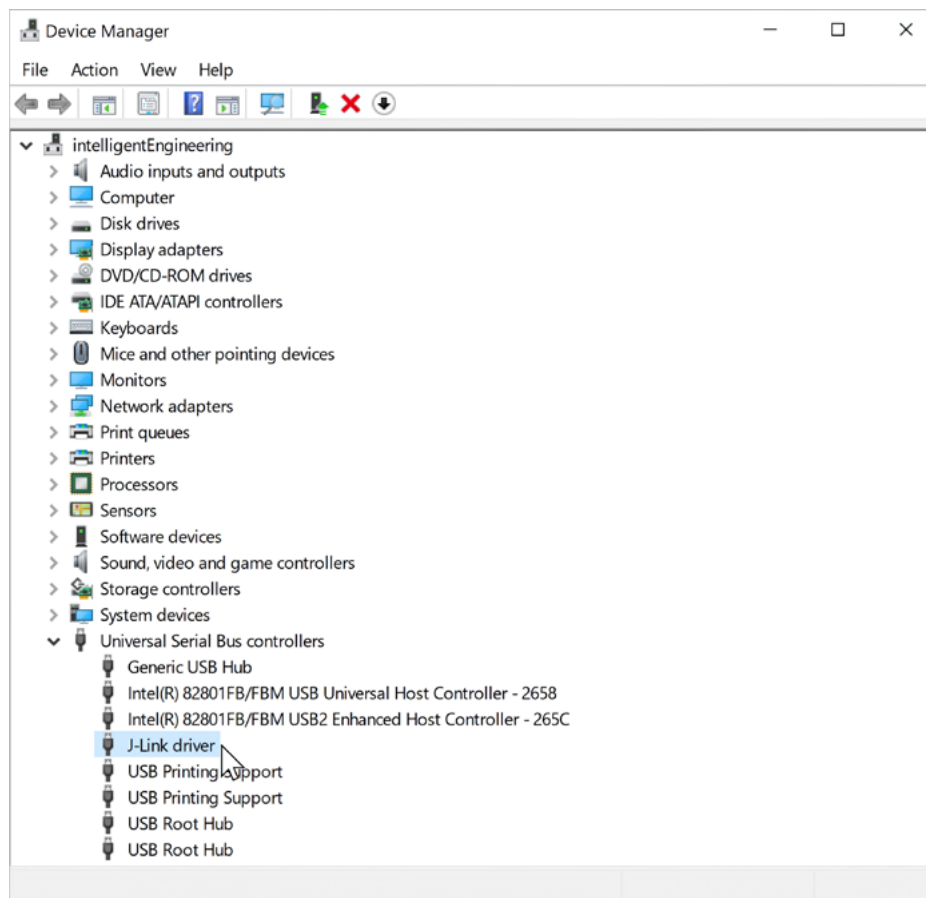 Device Manager
File Action View Help
intelligentEngineering
Audio inputs and outputs
Computer
Disk drives
Display adapters
DVD/CD-ROM drives
IDE ATA/ATAPI controllers
Keyboards
Mice and other pointing devices
Monitors
Network adapters
Print queues
Printers
Processors
Sensors
Software devices
Sound, video and game controllers
Storage controllers
System devices
Universal Serial Bus controllers
Generic USB Hub
Intel(R) 82801FB/FBM USB Universal Host Controller - 2658
Intel(R) 82801FB/FBM USB2 Enhanced Host Controller - 265C
J-Link driver
USB Printing Support
USB Printing Support
USB Root Hub
USB Root Hub